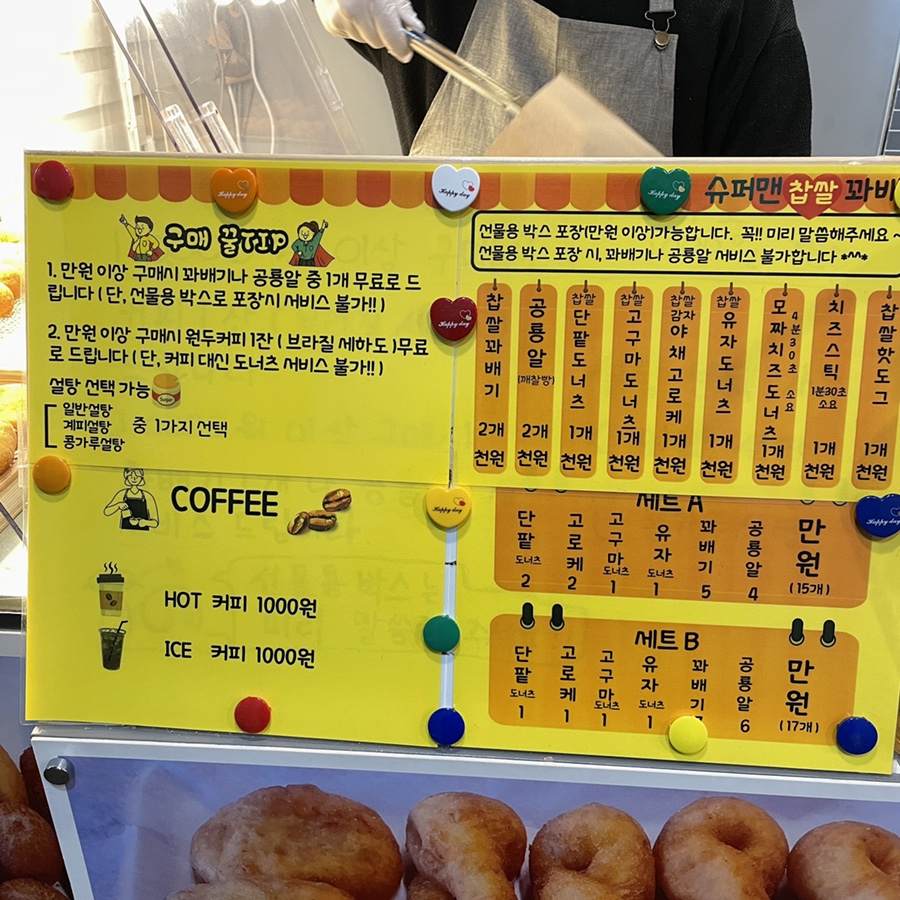 슈퍼맨 찹쌀 꽈배
구매 꿀TIP
1. 만원 이상 구매시 꽈배기나 공룡알 중 1개 무료로 드
립니다 ( 단, 선물용 박스로 포장시 서비스 불가!! )
2. 만원 이상 구매시 원두커피 1잔 ( 브라질 세하도 )무료
로 드립니다 ( 단, 커피 대신 도너츠 서비스 불가!! )
설탕 선택 가능
Sugar
일반설탕
계피설탕
콩가루설탕
중 1가지 선택
선물용 박스 포장(만원 이상)가능합니다. 꼭!! 미리 말씀해주세요 ~
선물용 박스 포장 시, 꽈배기나 공룡알 서비스 불가합니다 *^^*
찹쌀꽈배기 2개 천원
공룡알 (깨찰빵) 2개 천원
찹쌀 단팥도너츠 1개 천원
찹쌀 고구마도너츠 1개 천원
찹쌀 감자 야채고로케 1개 천원
찹쌀 유자도너츠 1개 천원
모짜치즈도너츠 4분30초 소요 1개 천원
치즈스틱 1분30초 소요 1개 천원
찹쌀핫도그 1개 천원
COFFEE
HOT 커피 1000원
ICE 커피 1000원
세트 A
단팥 도너츠 2
고로케 2
고구마 도너츠 1
유자 도너츠 1
꽈배기 5
공룡알 4
만원 (15개)
세트 B
단팥 도너츠 1
고로케 1
고구마 도너츠 1
유자 도너츠 1
꽈배기
공룡알 6
만원 (17개)
Happy day
Happy day
Happy day
Happy day
Happy day
Happy day